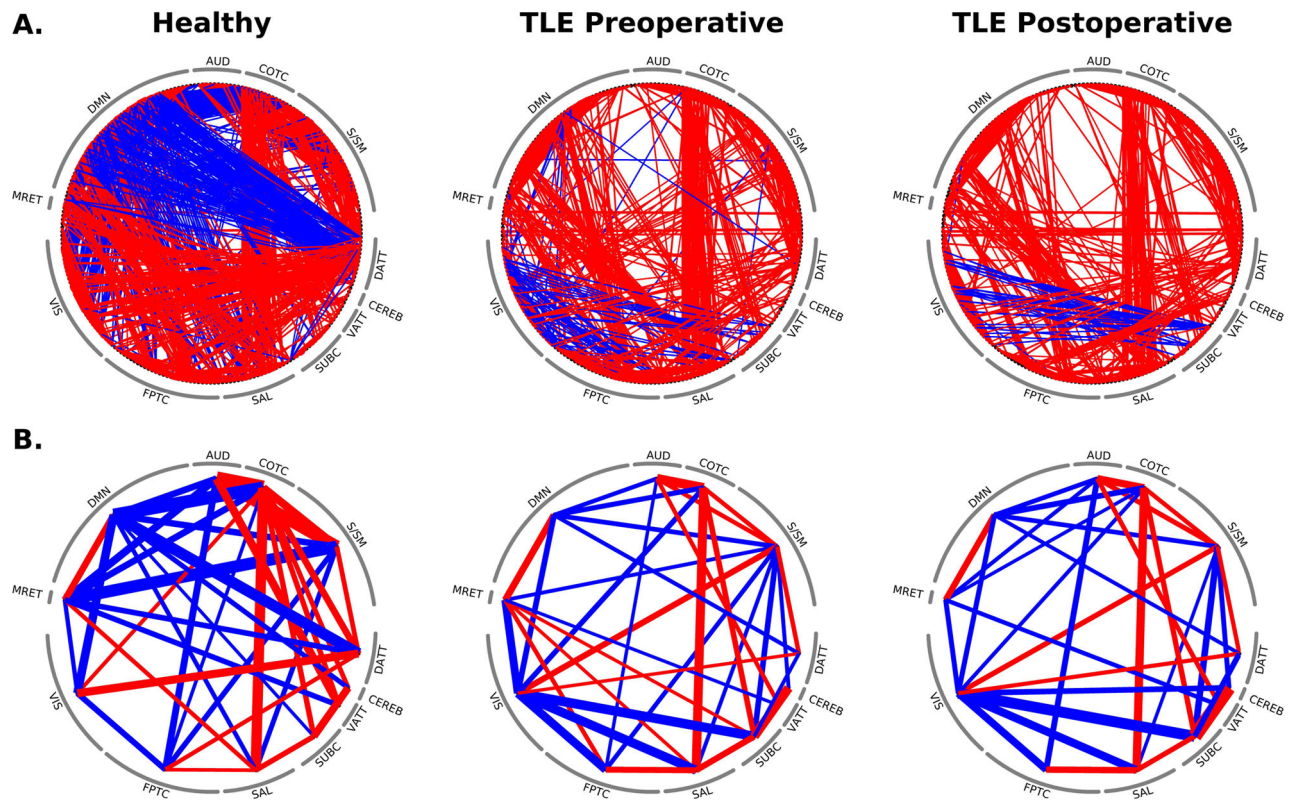 A.
Healthy
TLE Preoperative
TLE Postoperative
AUD
COTC
DMN
S/SM
MRET
DATT
CEREB
VIS
VATT
SUBC
FPTC
SAL
AUD
COTC
DMN
S/SM
MRET
DATT
CEREB
VIS
VATT
SUBC
FPTC
SAL
AUD
COTC
DMN
S/SM
MRET
DATT
CEREB
VIS
VATT
SUBC
FPTC
SAL
B.
AUD
COTC
DMN
S/SM
MRET
DATT
CEREB
VIS
VATT
SUBC
FPTC
SAL
AUD
COTC
DMN
S/SM
MRET
DATT
CEREB
VIS
VATT
SUBC
FPTC
SAL
AUD
COTC
DMN
S/SM
MRET
DATT
CEREB
VIS
VATT
SUBC
FPTC
SAL